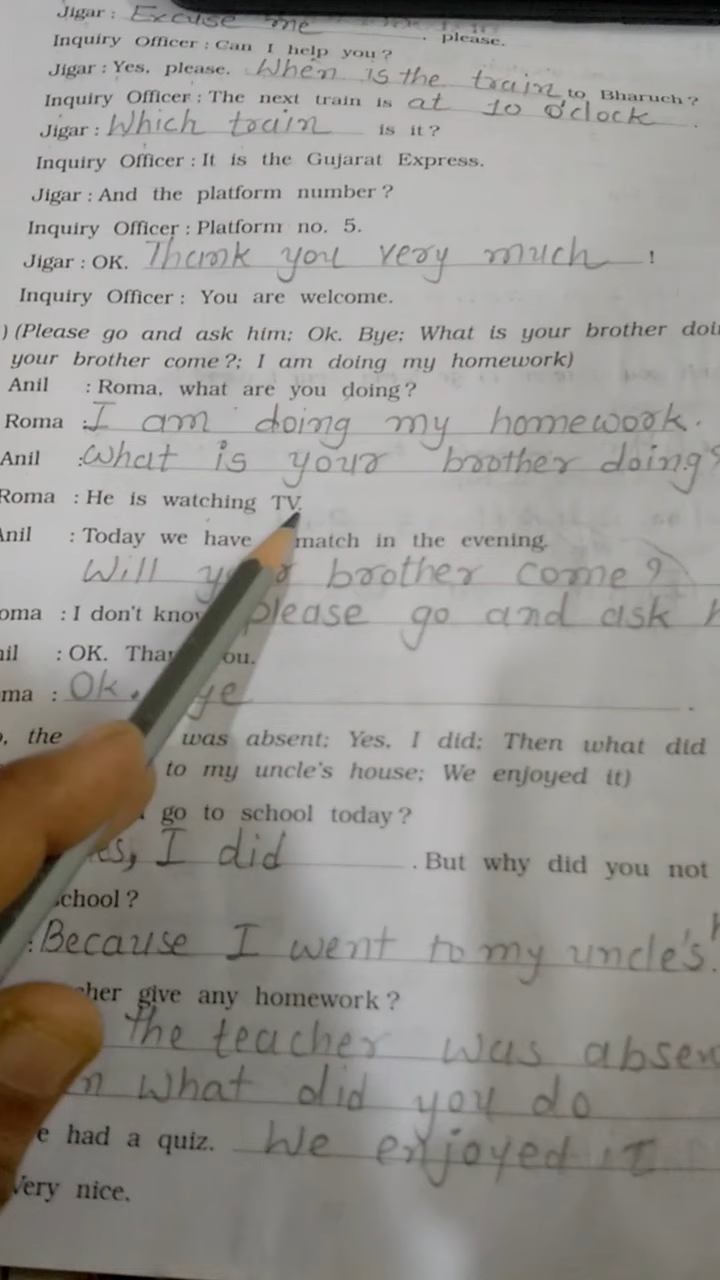 Jigar : Excuse me . please.
Inquiry Officer : Can I help you ?
Jigar : Yes, please. When is the train to Bharuch ?
Inquiry Officer : The next train is at 10 o'clock .
Jigar : Which train is it ?
Inquiry Officer : It is the Gujarat Express.
Jigar : And the platform number ?
Inquiry Officer : Platform no. 5.
Jigar : OK. Thank you very much !
Inquiry Officer : You are welcome.
) (Please go and ask him; Ok. Bye; What is your brother
your brother come ?; I am doing my homework)
Anil : Roma, what are you doing ?
Roma : I am doing my homework.
Anil : What is your brother doing?
Roma : He is watching TV.
Anil : Today we have match in the evening.
Will your brother come?
: I don't know please go and ask
: OK. you.
: Ok.
the was absent; Yes, I did; Then what did
to my uncle's house; We enjoyed it)
go to school today ?
I did . But why did you not
school ?
: Because I went to my uncle's
give any homework ?
The teacher was
what did you do
had a quiz. We enjoyed it
Very nice.